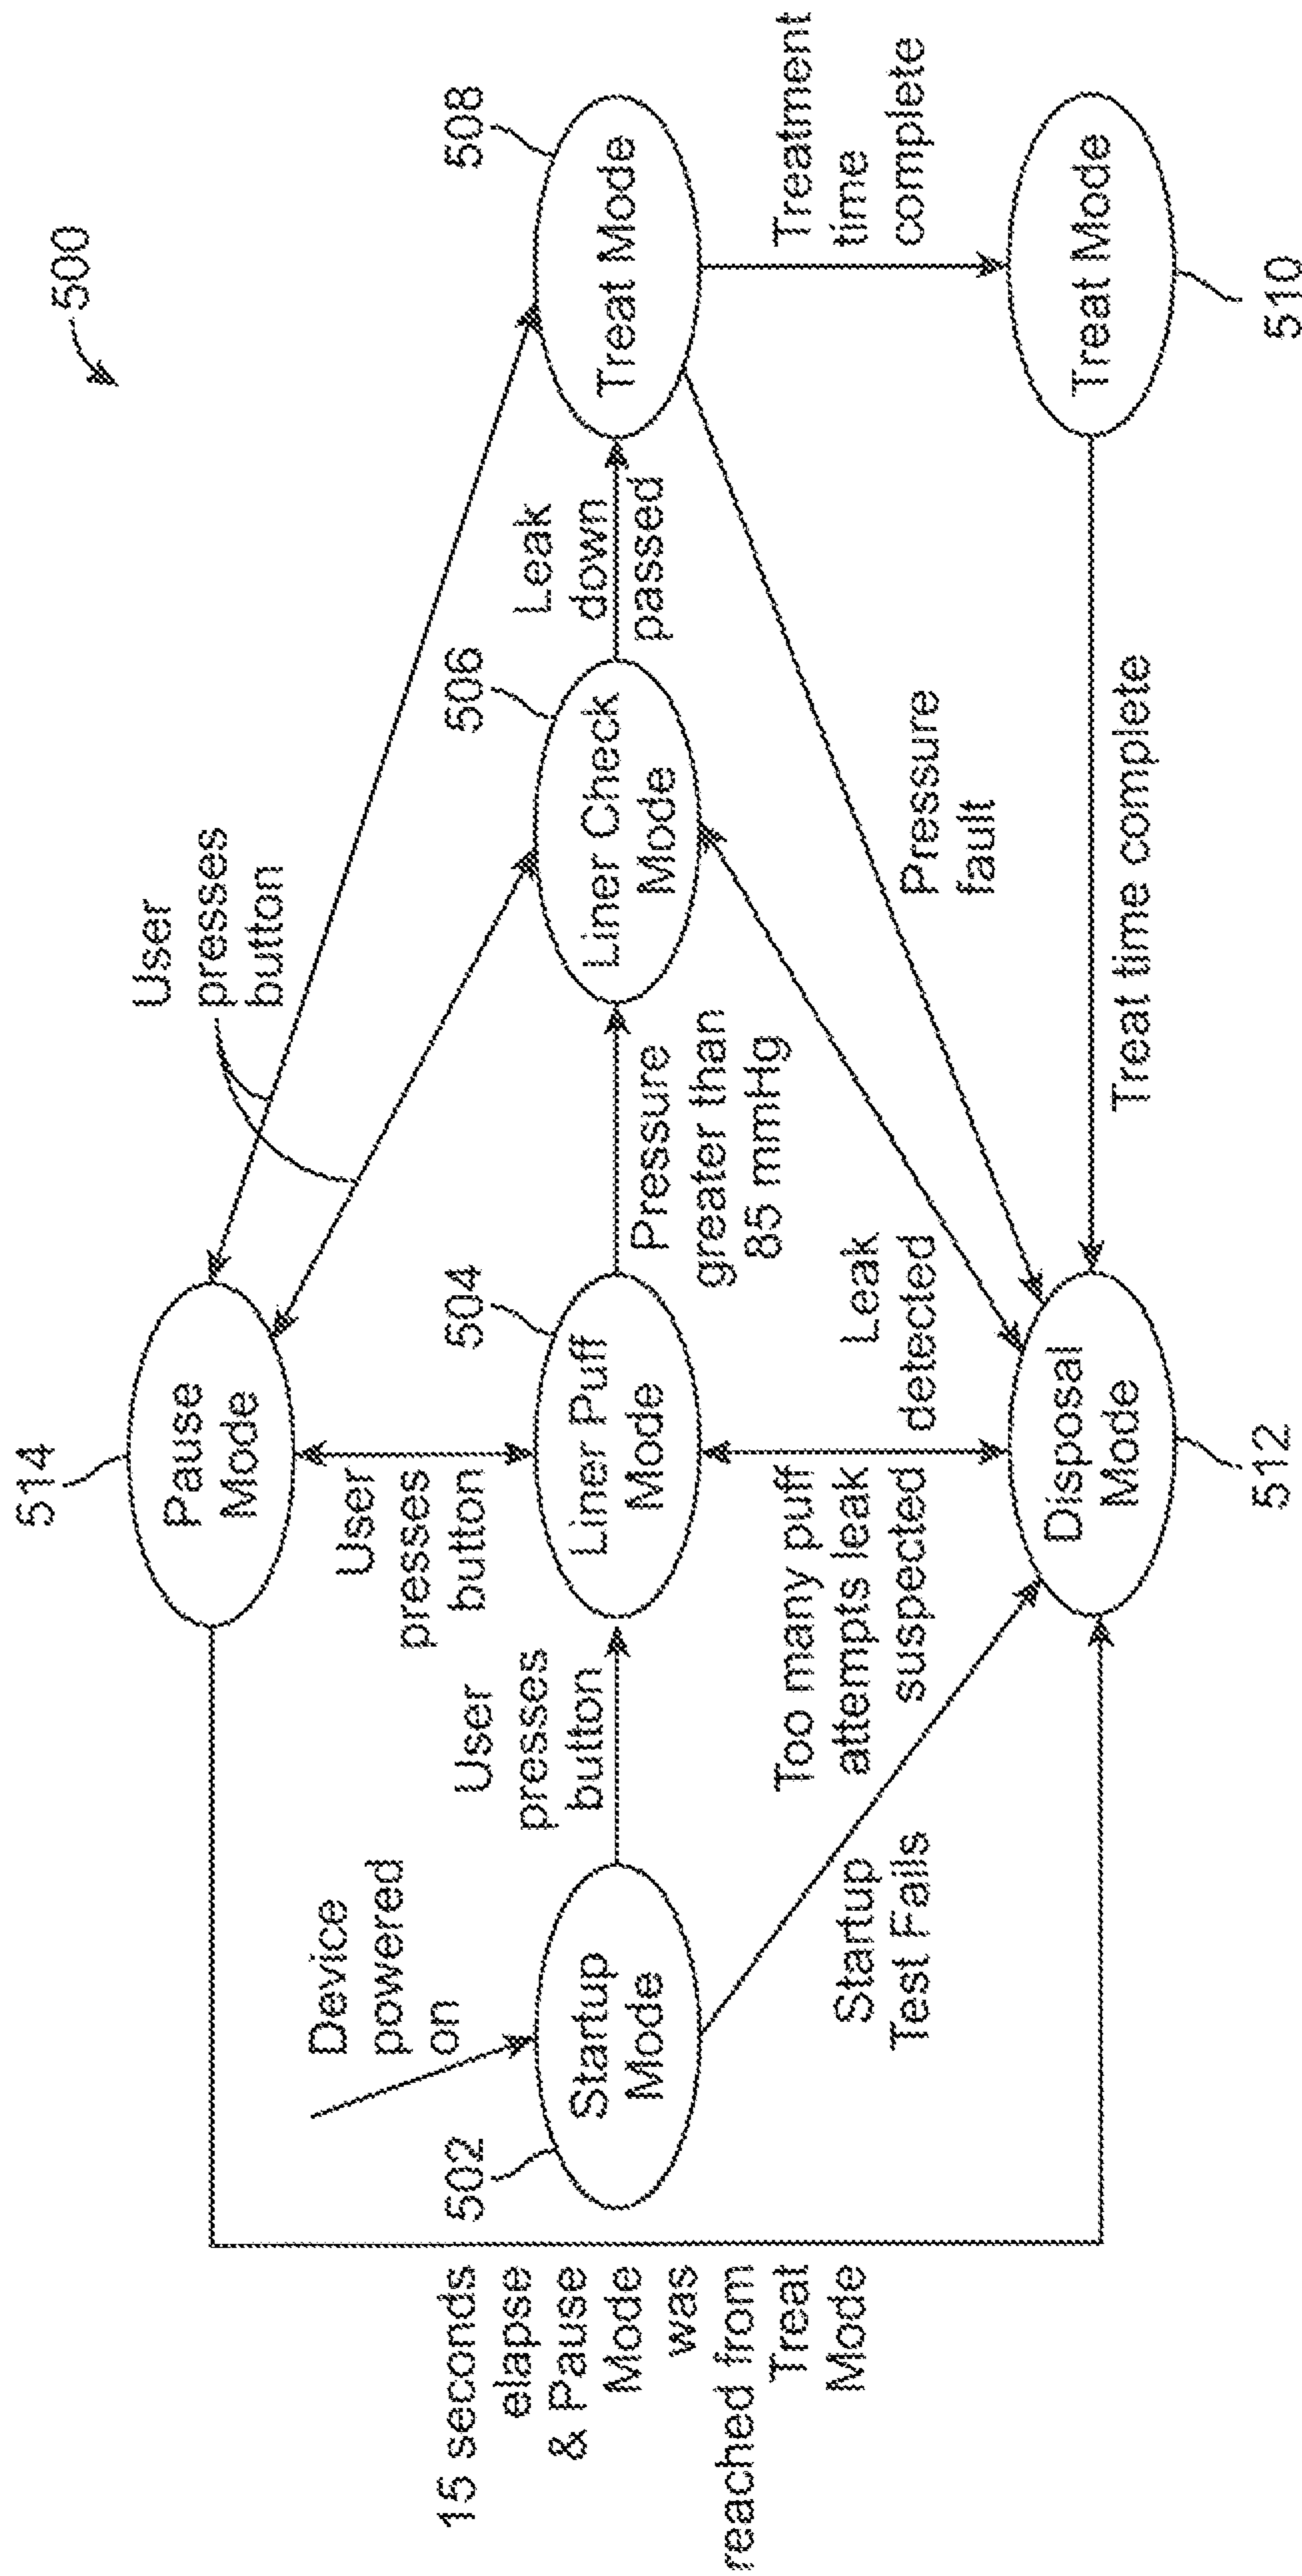 500
514
Pause
Mode
User
presses
button
15 seconds
elapse
& Pause
Mode
was
reached from
Treat
Mode
Device
powered
on
502
Startup
Mode
User
presses
button
User
presses
button
504
Liner Puff
Mode
Pressure
greater than
85 mmHg
506
Liner Check
Mode
Leak
down
passed
508
Treat Mode
Startup
Test Fails
Too many puff
attempts leak
suspected
Leak
detected
Pressure
fault
Treatment
time
complete
Disposal
Mode
512
Treat time complete
Treat Mode
510